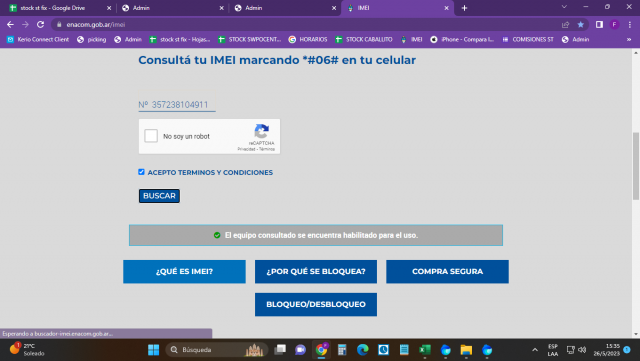 stock st fix - Google Drive
Admin
Admin
IMEI
enacom.gob.ar/imei
F
Kerio Connect Client
picking
Admin
stock st fix - Hojas...
STOCK SWPOCENT...
HORARIOS
STOCK CABALLITO
IMEI
iPhone - Compara l...
COMISIONES ST
Admin
Consultá tu IMEI marcando *#06# en tu celular
Nº 357238104911
No soy un robot
reCAPTCHA
Privacidad - Términos
ACEPTO TERMINOS Y CONDICIONES
BUSCAR
El equipo consultado se encuentra habilitado para el uso.
¿QUÉ ES IMEI?
¿POR QUÉ SE BLOQUEA?
COMPRA SEGURA
BLOQUEO/DESBLOQUEO
Esperando a buscador-imei.enacom.gob.ar...
21°C
Soleado
Búsqueda
ESP
LAA
15:35
26/5/2023